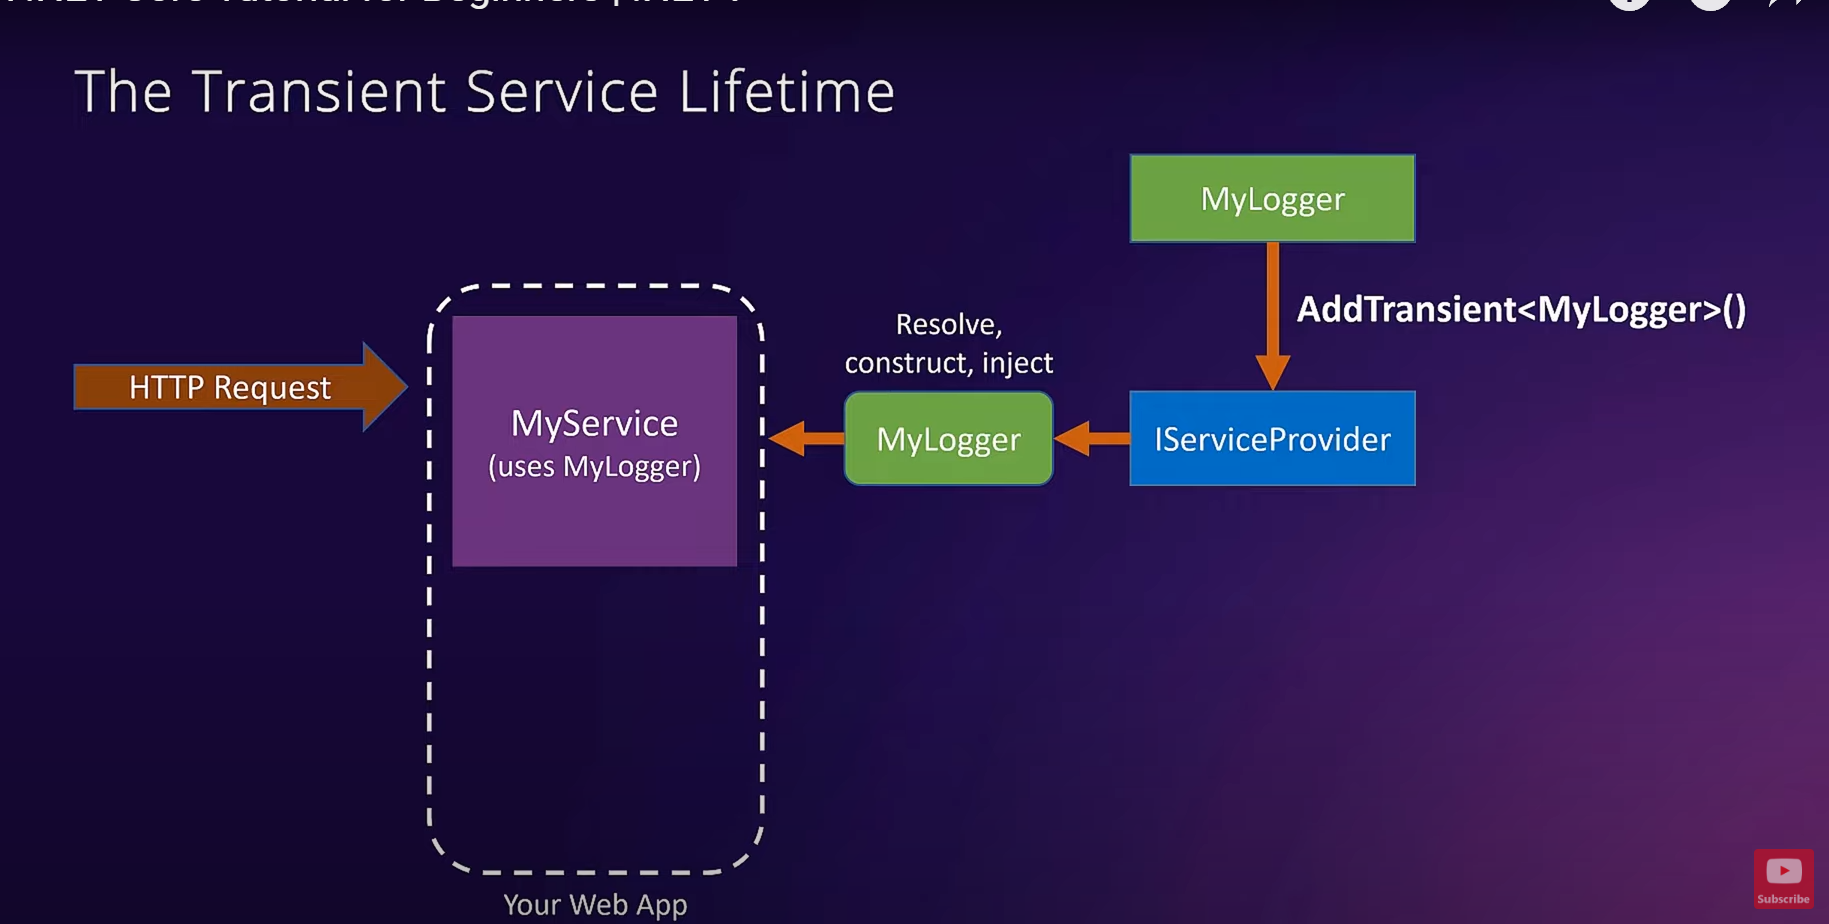 The Transient Service Lifetime
MyLogger
AddTransient<MyLogger>()
Resolve,
construct, inject
HTTP Request
MyService
(uses MyLogger)
MyLogger
IServiceProvider
Your Web App
Subscribe